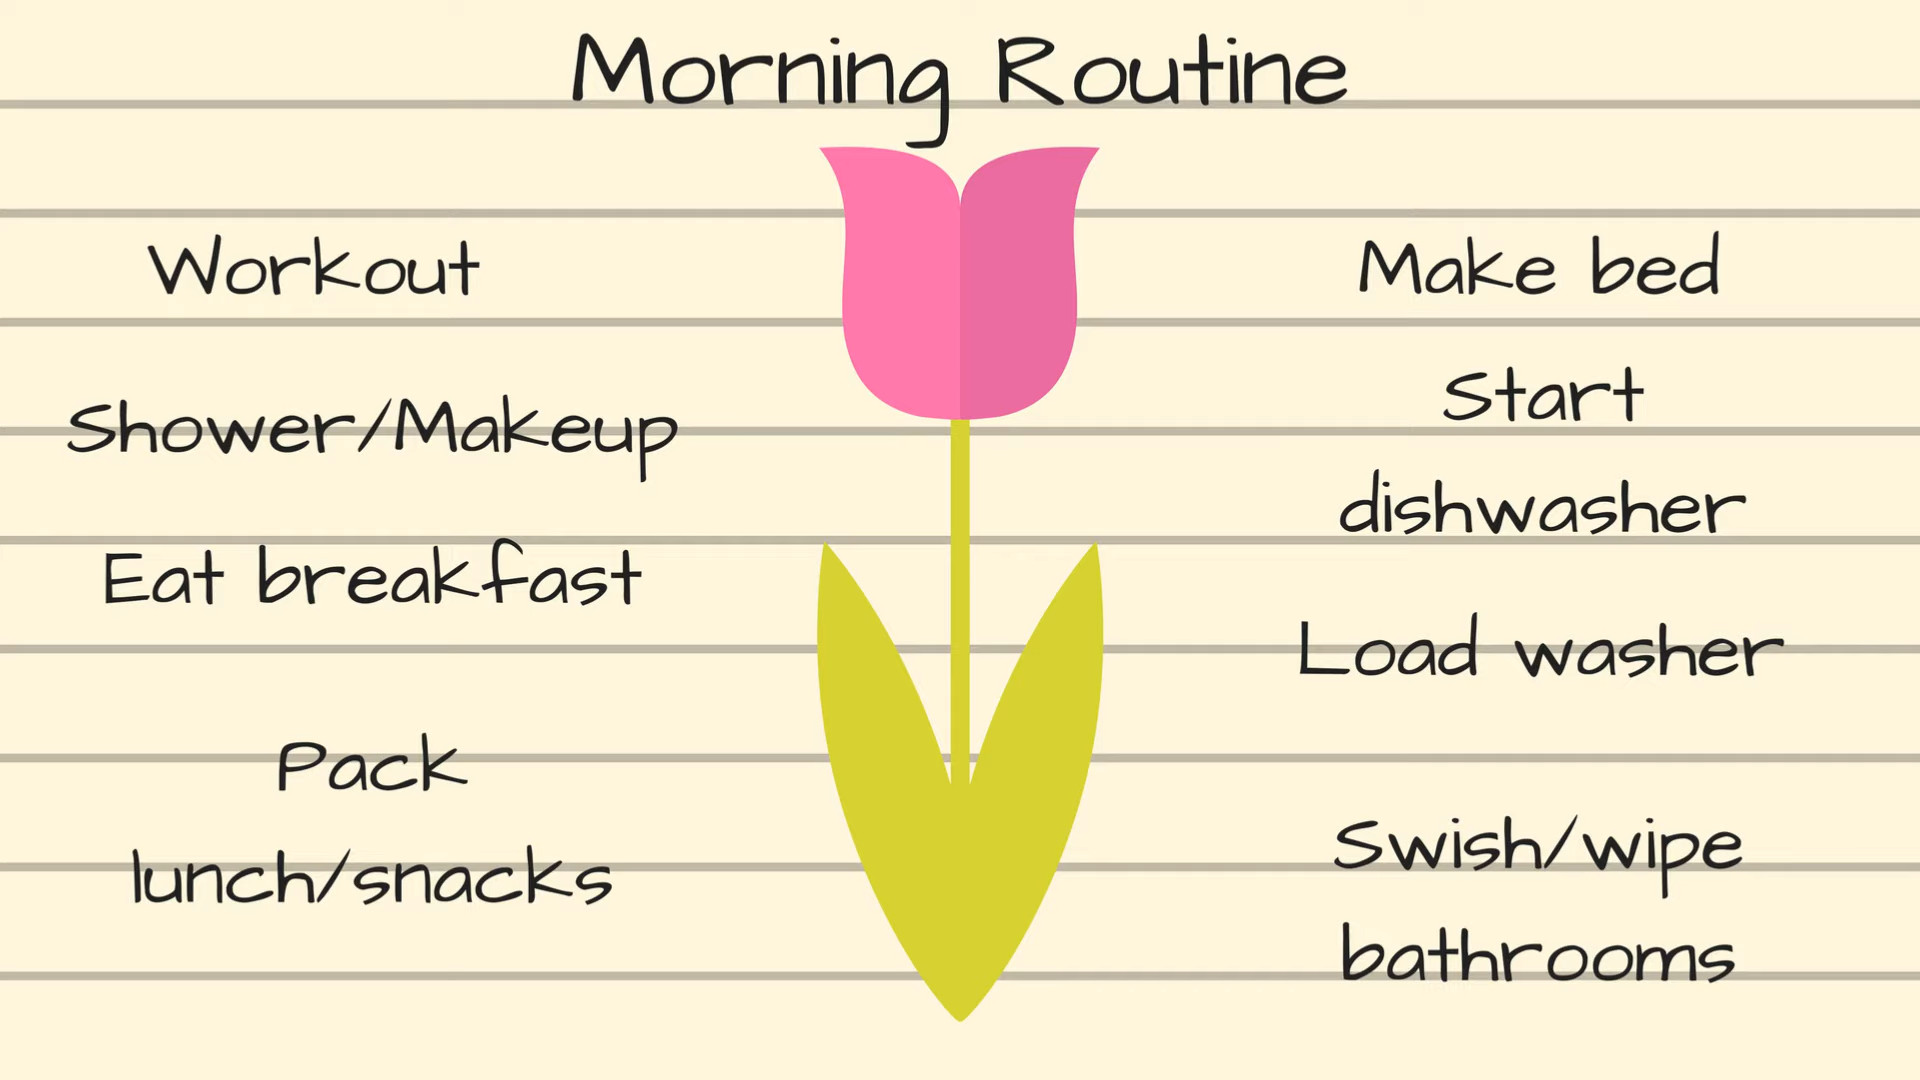 Morning Routine
Workout
Shower/Makeup
Eat breakfast
Pack
lunch/snacks
Make bed
Start
dishwasher
Load washer
Swish/wipe
bathrooms